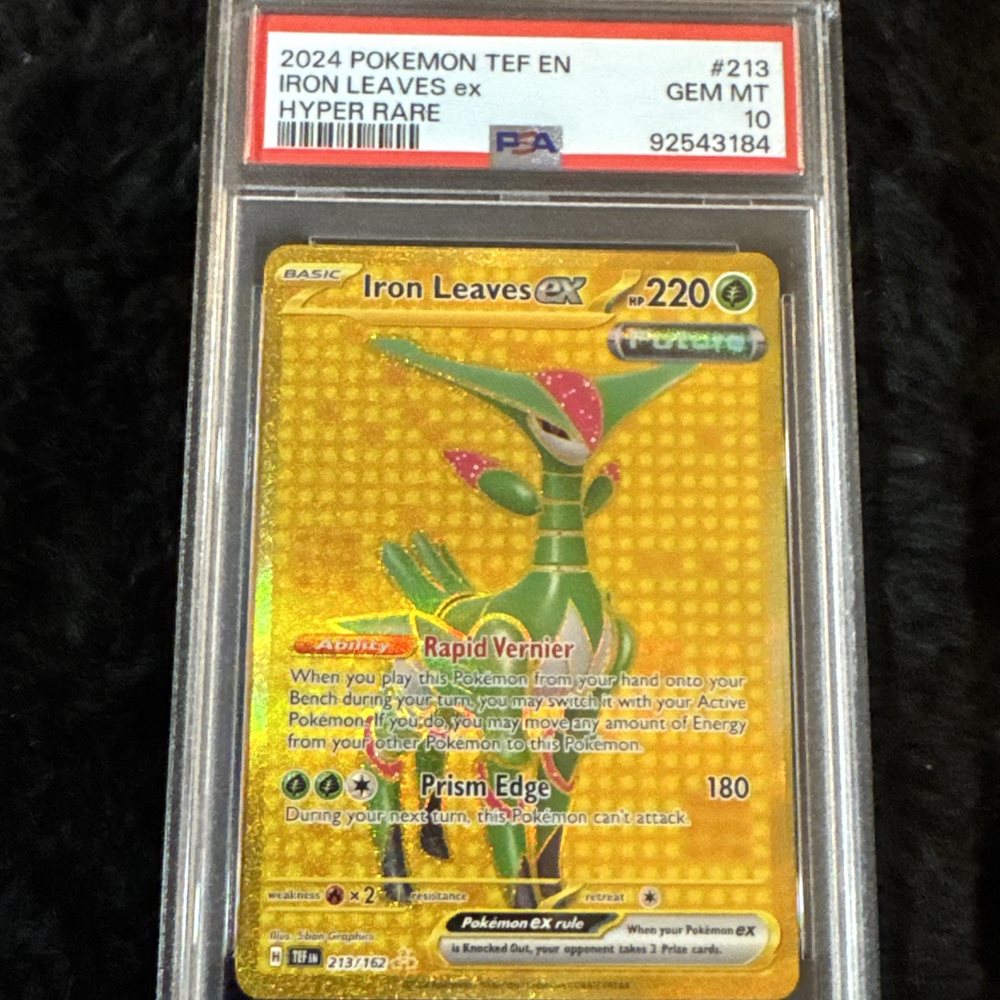 2024 POKEMON TEF EN #213
IRON LEAVES ex GEM MT
HYPER RARE 10
PSA 92543184
BASIC Iron Leaves ex HP 220
Future
Ability Rapid Vernier
When you play this Pokémon from your hand onto your
Bench during your turn, you may switch it with your Active
Pokémon. If you do, you may move any amount of Energy
from your other Pokémon to this Pokémon.
Prism Edge 180
During your next turn, this Pokémon can't attack.
weakness ×2 resistance retreat
Pokémon ex rule When your Pokémon ex
is Knocked Out, your opponent takes 2 Prize cards.
Illus. 5ban Graphics
H TEF EN 213/162